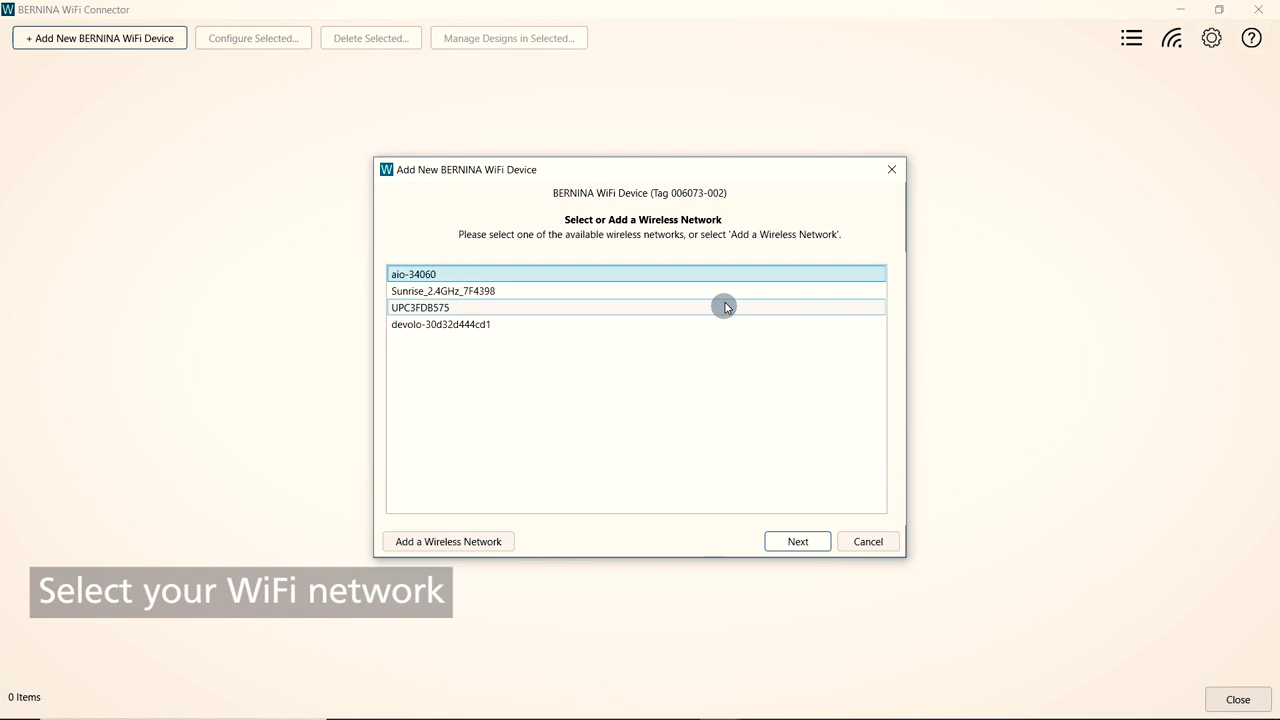 BERNINA WiFi Connector
+ Add New BERNINA WiFi Device
Configure Selected...
Delete Selected...
Manage Designs in Selected...
Add New BERNINA WiFi Device
BERNINA WiFi Device (Tag 006073-002)
Select or Add a Wireless Network
Please select one of the available wireless networks, or select 'Add a Wireless Network'.
aio-34060
Sunrise_2.4GHz_7F4398
UPC3FDB575
devolo-30d32d444cd1
Add a Wireless Network
Next
Cancel
Select your WiFi network
0 Items
Close